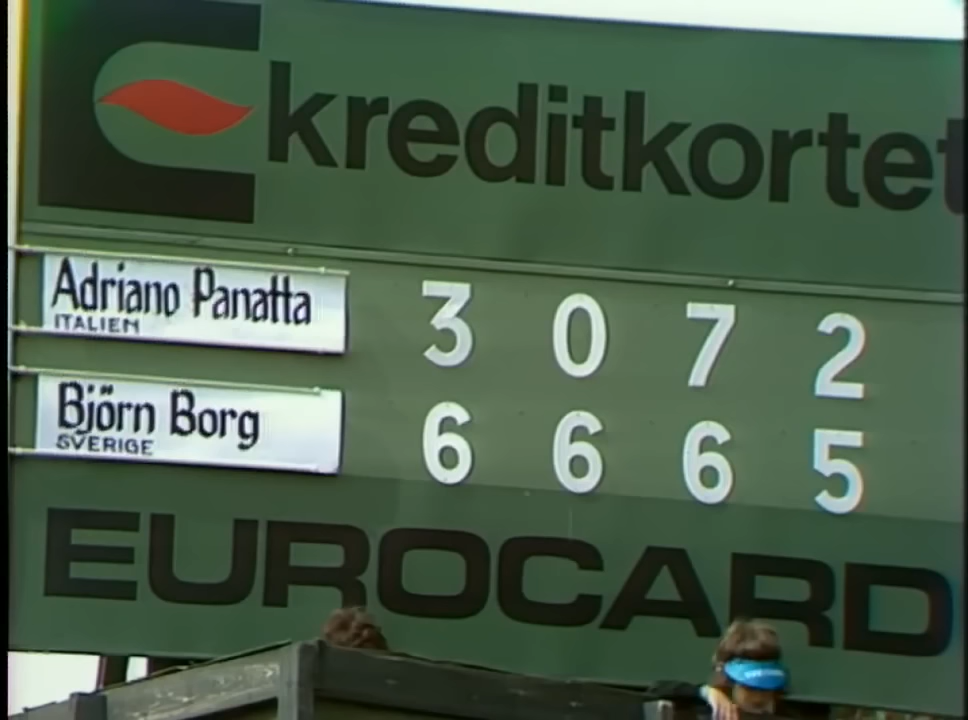 kreditkortet
Adriano Panatta 3 0 7 2
ITALIEN
Björn Borg 6 6 6 5
SVERIGE
EUROCARD